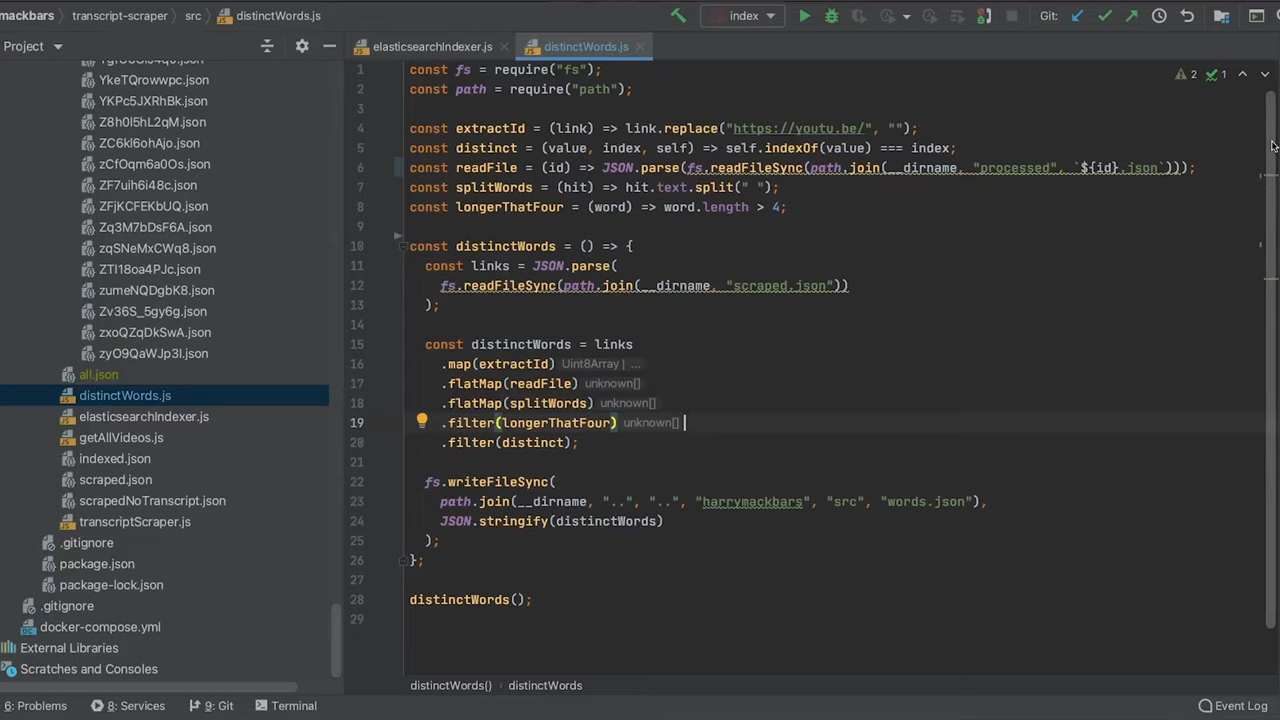 mackbars > transcript-scraper > src > distinctWords.js
index
Git:
Project
elasticsearchIndexer.js
distinctWords.js
YkeTQrowwpc.json
YKPc5JXRhBk.json
Z8h0l5hL2qM.json
ZC6kl6ohAjo.json
zCfOqm6a0Os.json
ZF7uih6i48c.json
ZFjKCFEKbUQ.json
Zq3M7bDsF6A.json
zqSNeMxCWq8.json
ZTI18oa4PJc.json
zumeNQDgbK8.json
Zv36S_5gy6g.json
zxoQZqDkSwA.json
zyO9QaWJp3I.json
all.json
distinctWords.js
elasticsearchIndexer.js
getAllVideos.js
indexed.json
scraped.json
scrapedNoTranscript.json
transcriptScraper.js
.gitignore
package.json
package-lock.json
.gitignore
docker-compose.yml
External Libraries
Scratches and Consoles
2 1
1 const fs = require("fs");
2 const path = require("path");
3
4 const extractId = (link) => link.replace("https://youtu.be/", "");
5 const distinct = (value, index, self) => self.indexOf(value) === index;
6 const readFile = (id) => JSON.parse(fs.readFileSync(path.join(__dirname, "processed", `${id}.json`)));
7 const splitWords = (hit) => hit.text.split(" ");
8 const longerThatFour = (word) => word.length > 4;
9
10 const distinctWords = () => {
11 const links = JSON.parse(
12 fs.readFileSync(path.join(__dirname, "scraped.json"))
13 );
14
15 const distinctWords = links
16 .map(extractId) Uint8Array | ...
17 .flatMap(readFile) unknown[]
18 .flatMap(splitWords) unknown[]
19 .filter(longerThatFour) unknown[]
20 .filter(distinct);
21
22 fs.writeFileSync(
23 path.join(__dirname, "..", "..", "harrymackbars", "src", "words.json"),
24 JSON.stringify(distinctWords)
25 );
26 };
27
28 distinctWords();
29
distinctWords() > distinctWords
6: Problems
8: Services
9: Git
Terminal
Event Log